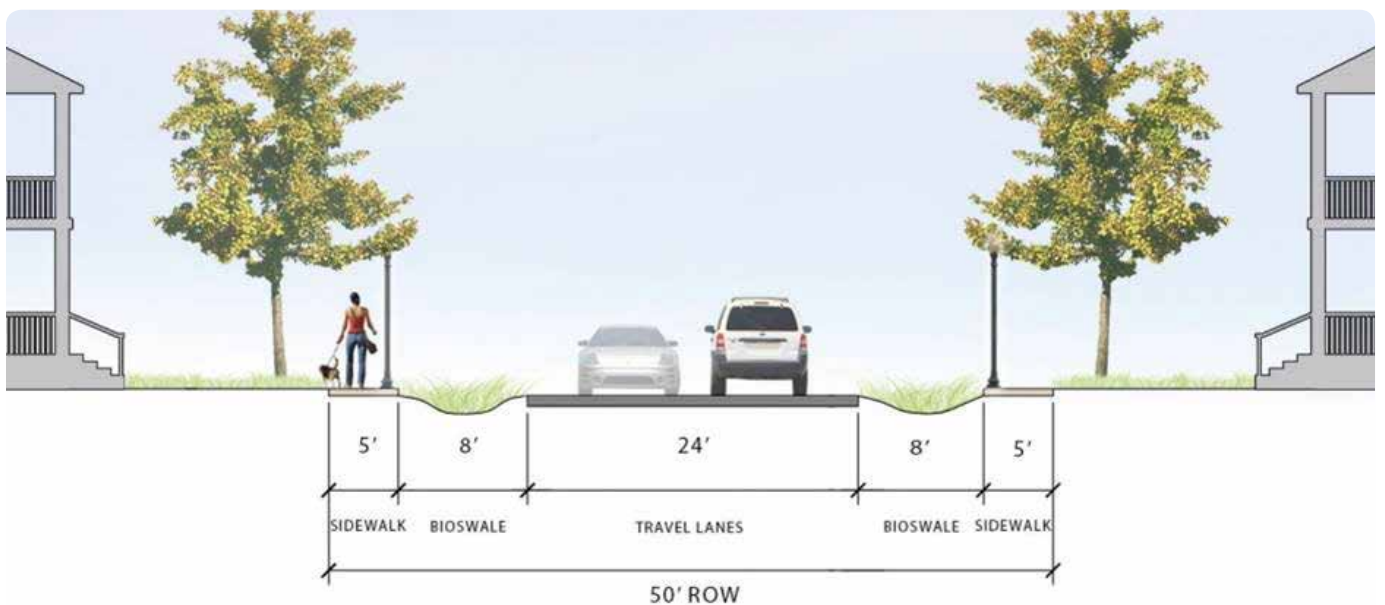 5' 8' 24' 8' 5'
SIDEWALK BIOSWALE TRAVEL LANES BIOSWALE SIDEWALK
50' ROW